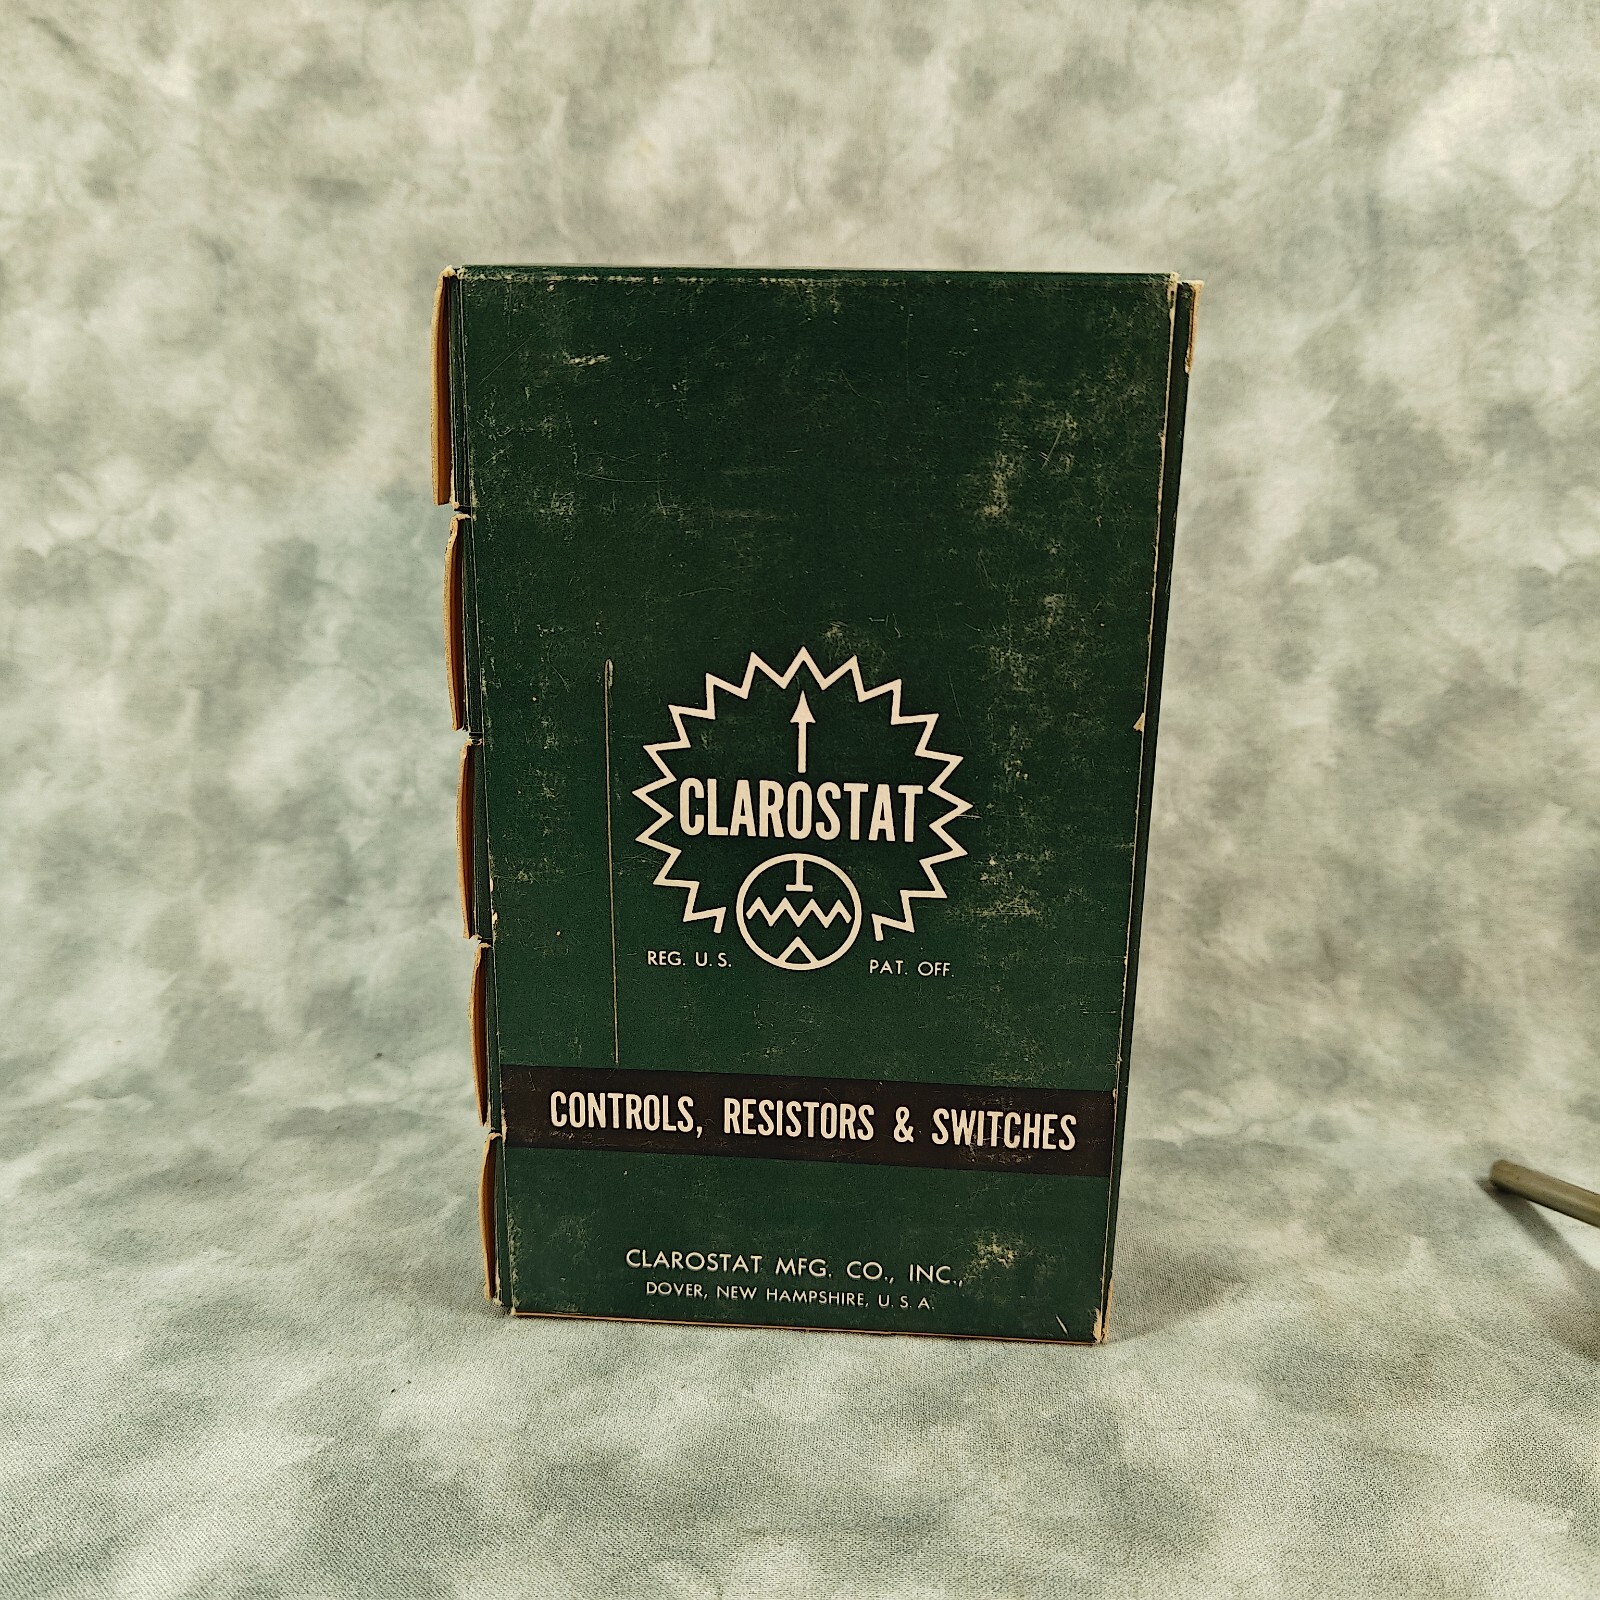 CLAROSTAT
REG. U.S. PAT. OFF.
CONTROLS, RESISTORS & SWITCHES
CLAROSTAT MFG. CO., INC.,
DOVER, NEW HAMPSHIRE, U.S.A.